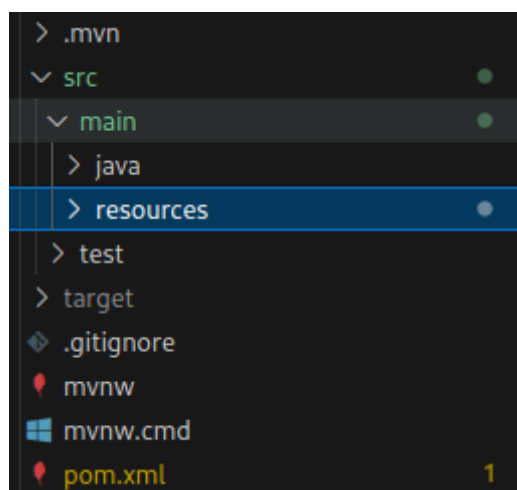 .mvn
src
main
java
resources
test
target
.gitignore
mvnw
mvnw.cmd
pom.xml 1